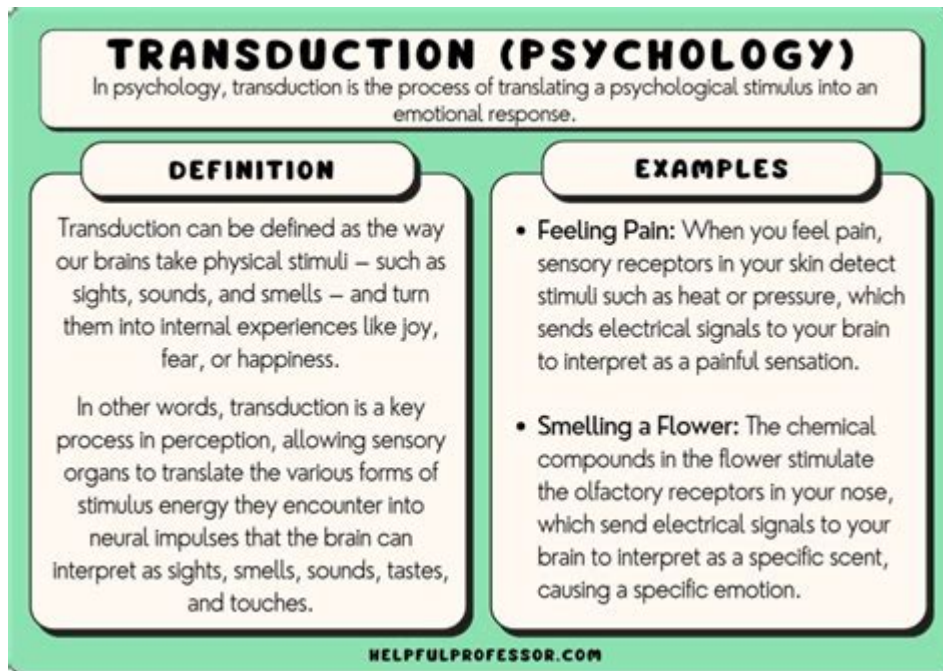 TRANSDUCTION (PSYCHOLOGY)
In psychology, transduction is the process of translating a psychological stimulus into an
emotional response.
DEFINITION
Transduction can be defined as the way
our brains take physical stimuli – such as
sights, sounds, and smells – and turn
them into internal experiences like joy,
fear, or happiness.
In other words, transduction is a key
process in perception, allowing sensory
organs to translate the various forms of
stimulus energy they encounter into
neural impulses that the brain can
interpret as sights, smells, sounds, tastes,
and touches.
EXAMPLES
• Feeling Pain: When you feel pain,
sensory receptors in your skin detect
stimuli such as heat or pressure, which
sends electrical signals to your brain
to interpret as a painful sensation.
• Smelling a Flower: The chemical
compounds in the flower stimulate
the olfactory receptors in your nose,
which send electrical signals to your
brain to interpret as a specific scent,
causing a specific emotion.
HELPFULPROFESSOR.COM